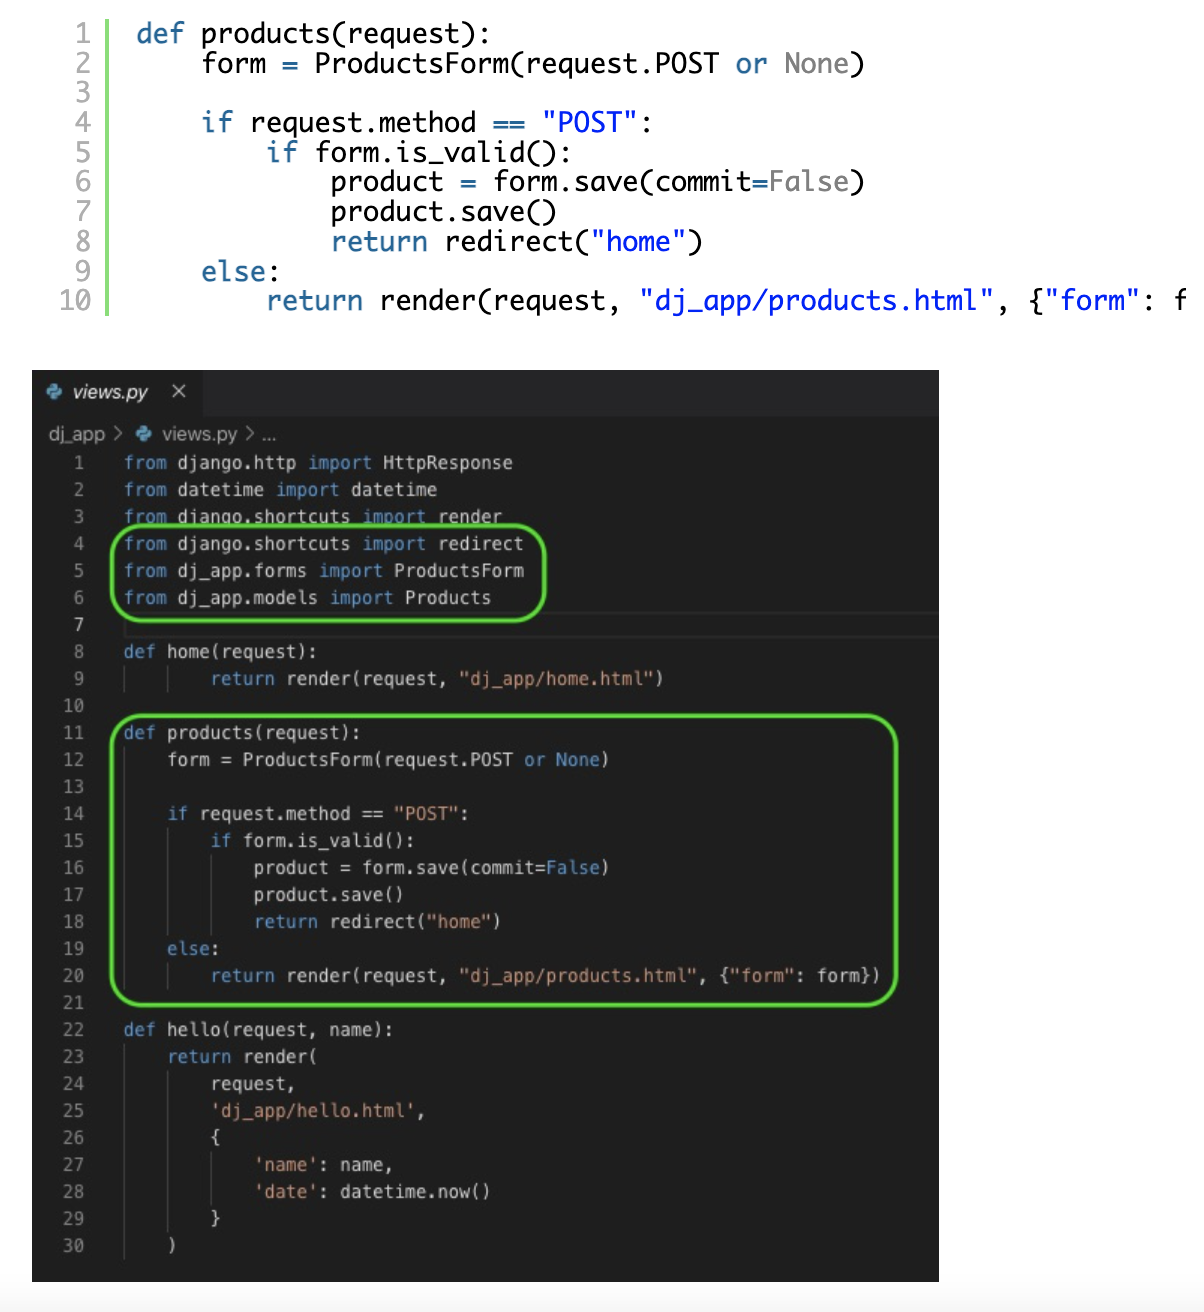 1 def products(request):
2 form = ProductsForm(request.POST or None)
3
4 if request.method == "POST":
5 if form.is_valid():
6 product = form.save(commit=False)
7 product.save()
8 return redirect("home")
9 else:
10 return render(request, "dj_app/products.html", {"form": f
views.py ×
dj_app > views.py > ...
1 from django.http import HttpResponse
2 from datetime import datetime
3 from django.shortcuts import render
4 from django.shortcuts import redirect
5 from dj_app.forms import ProductsForm
6 from dj_app.models import Products
7
8 def home(request):
9 return render(request, "dj_app/home.html")
10
11 def products(request):
12 form = ProductsForm(request.POST or None)
13
14 if request.method == "POST":
15 if form.is_valid():
16 product = form.save(commit=False)
17 product.save()
18 return redirect("home")
19 else:
20 return render(request, "dj_app/products.html", {"form": form})
21
22 def hello(request, name):
23 return render(
24 request,
25 'dj_app/hello.html',
26 {
27 'name': name,
28 'date': datetime.now()
29 }
30 )